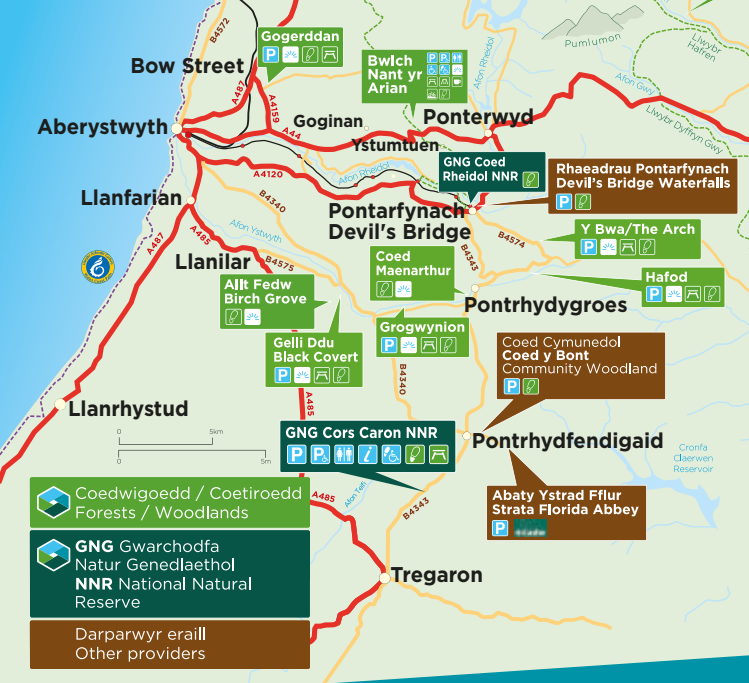 B4572
Gogerddan
P
Bow Street
A487
A4159
Bwlch
Nant yr
Arian
Afon Rheidol
Pumlumon
Llwybr
Hafren
Afon Gwy
Llwybr Dyffryn Gwy
Aberystwyth
A44
Goginan
Ponterwyd
Ystumtuen
GNG Coed
Rheidol NNR
A4120
Afon Rheidol
Rhaeadrau Pontarfynach
Devil's Bridge Waterfalls
P
Llanfarian
B4340
Pontarfynach
Devil's Bridge
Afon Ystwyth
Y Bwa/The Arch
P
B4574
A487
A485
Llanilar
B4575
Coed
Maenarthur
B4343
Hafod
P
Allt Fedw
Birch Grove
Pontrhydygroes
Grogwynion
P
Gelli Ddu
Black Covert
P
Coed Cymunedol
Coed y Bont
Community Woodland
P
B4340
A485
Llanrhystud
0 5km
0 5m
GNG Cors Caron NNR
P P i
Pontrhydfendigaid
Cronfa
Claerwen
Reservoir
Abaty Ystrad Fflur
Strata Florida Abbey
P
Afon Teifi
A485
B4343
Tregaron
Coedwigoedd / Coetiroedd
Forests / Woodlands
GNG Gwarchodfa
Natur Genedlaethol
NNR National Natural
Reserve
Darparwyr eraill
Other providers